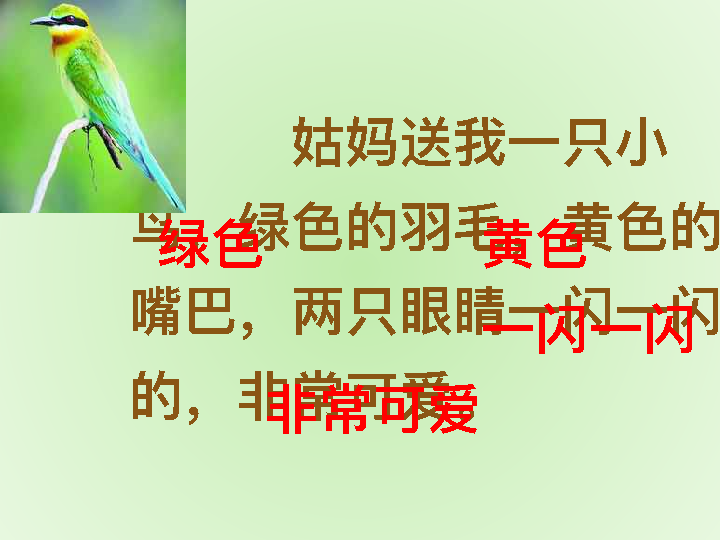 姑妈送我一只小
鸟，绿色的羽毛，黄色的
嘴巴，两只眼睛一闪一闪
的，非常可爱。
绿色
黄色
一闪一闪
非常可爱